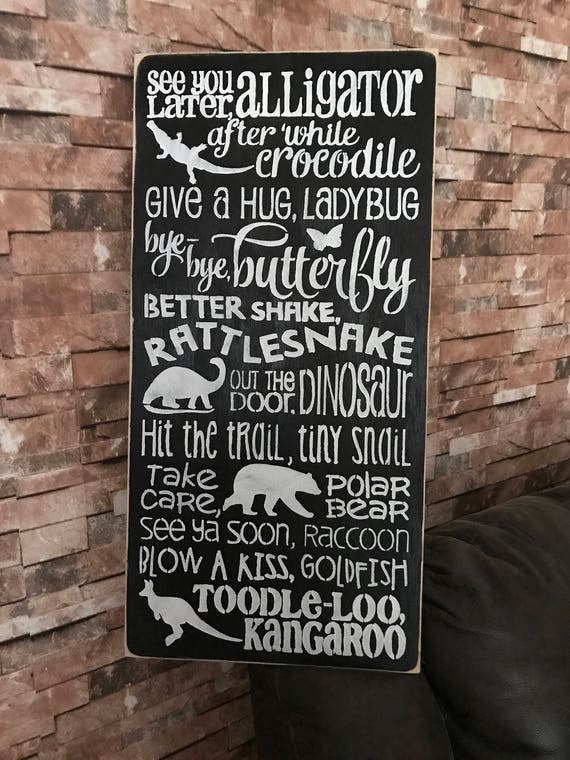 see you later, alligator
after while
crocodile
Give a Hug, Ladybug
bye-bye, butterfly
Better Shake,
Rattlesnake
out the door, Dinosaur
Hit the trail, tiny snail
Take care, Polar Bear
See ya soon, Raccoon
Blow a Kiss, Goldfish
Toodle-Loo,
Kangaroo